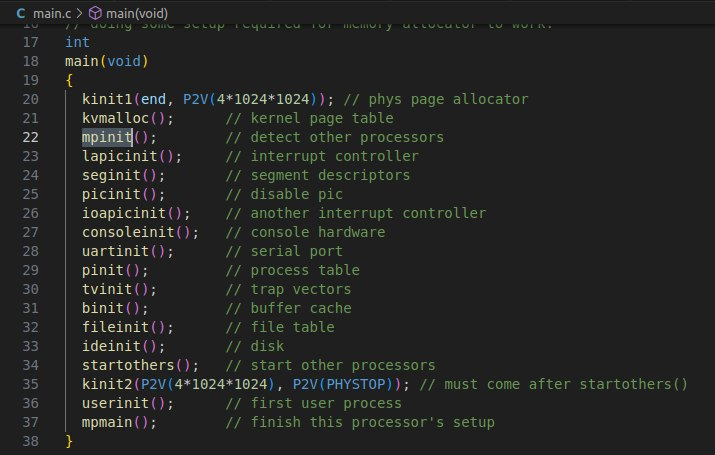 main.c > main(void)
16 // doing some setup required for memory allocator to work.
17 int
18 main(void)
19 {
20 kinit1(end, P2V(4*1024*1024)); // phys page allocator
21 kvmalloc(); // kernel page table
22 mpinit(); // detect other processors
23 lapicinit(); // interrupt controller
24 seginit(); // segment descriptors
25 picinit(); // disable pic
26 ioapicinit(); // another interrupt controller
27 consoleinit(); // console hardware
28 uartinit(); // serial port
29 pinit(); // process table
30 tvinit(); // trap vectors
31 binit(); // buffer cache
32 fileinit(); // file table
33 ideinit(); // disk
34 startothers(); // start other processors
35 kinit2(P2V(4*1024*1024), P2V(PHYSTOP)); // must come after startothers()
36 userinit(); // first user process
37 mpmain(); // finish this processor's setup
38 }